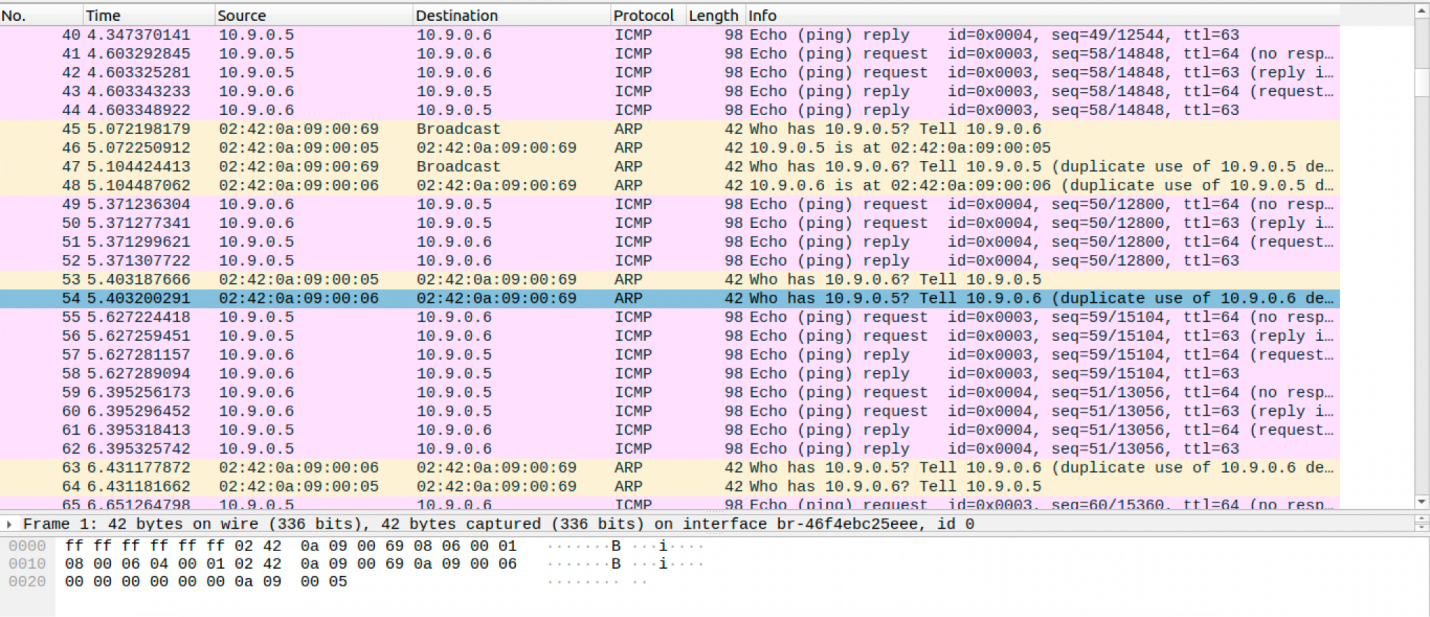 No. Time Source Destination Protocol Length Info
40 4.347370141 10.9.0.5 10.9.0.6 ICMP 98 Echo (ping) reply id=0x0004, seq=49/12544, ttl=63
41 4.603292845 10.9.0.5 10.9.0.6 ICMP 98 Echo (ping) request id=0x0003, seq=58/14848, ttl=64 (no resp…
42 4.603325281 10.9.0.5 10.9.0.6 ICMP 98 Echo (ping) request id=0x0003, seq=58/14848, ttl=63 (reply i…
43 4.603343233 10.9.0.6 10.9.0.5 ICMP 98 Echo (ping) reply id=0x0003, seq=58/14848, ttl=64 (request…
44 4.603348922 10.9.0.6 10.9.0.5 ICMP 98 Echo (ping) reply id=0x0003, seq=58/14848, ttl=63
45 5.072198179 02:42:0a:09:00:69 Broadcast ARP 42 Who has 10.9.0.5? Tell 10.9.0.6
46 5.072250912 02:42:0a:09:00:05 02:42:0a:09:00:69 ARP 42 10.9.0.5 is at 02:42:0a:09:00:05
47 5.104424413 02:42:0a:09:00:69 Broadcast ARP 42 Who has 10.9.0.6? Tell 10.9.0.5 (duplicate use of 10.9.0.5 de…
48 5.104487062 02:42:0a:09:00:06 02:42:0a:09:00:69 ARP 42 10.9.0.6 is at 02:42:0a:09:00:06 (duplicate use of 10.9.0.5 d…
49 5.371236304 10.9.0.6 10.9.0.5 ICMP 98 Echo (ping) request id=0x0004, seq=50/12800, ttl=64 (no resp…
50 5.371277341 10.9.0.6 10.9.0.5 ICMP 98 Echo (ping) request id=0x0004, seq=50/12800, ttl=63 (reply i…
51 5.371299621 10.9.0.5 10.9.0.6 ICMP 98 Echo (ping) reply id=0x0004, seq=50/12800, ttl=64 (request…
52 5.371307722 10.9.0.5 10.9.0.6 ICMP 98 Echo (ping) reply id=0x0004, seq=50/12800, ttl=63
53 5.403187666 02:42:0a:09:00:05 02:42:0a:09:00:69 ARP 42 Who has 10.9.0.6? Tell 10.9.0.5
54 5.403200291 02:42:0a:09:00:06 02:42:0a:09:00:69 ARP 42 Who has 10.9.0.5? Tell 10.9.0.6 (duplicate use of 10.9.0.6 de…
55 5.627224418 10.9.0.5 10.9.0.6 ICMP 98 Echo (ping) request id=0x0003, seq=59/15104, ttl=64 (no resp…
56 5.627259451 10.9.0.5 10.9.0.6 ICMP 98 Echo (ping) request id=0x0003, seq=59/15104, ttl=63 (reply i…
57 5.627281157 10.9.0.6 10.9.0.5 ICMP 98 Echo (ping) reply id=0x0003, seq=59/15104, ttl=64 (request…
58 5.627289094 10.9.0.6 10.9.0.5 ICMP 98 Echo (ping) reply id=0x0003, seq=59/15104, ttl=63
59 6.395256173 10.9.0.6 10.9.0.5 ICMP 98 Echo (ping) request id=0x0004, seq=51/13056, ttl=64 (no resp…
60 6.395296452 10.9.0.6 10.9.0.5 ICMP 98 Echo (ping) request id=0x0004, seq=51/13056, ttl=63 (reply i…
61 6.395318413 10.9.0.5 10.9.0.6 ICMP 98 Echo (ping) reply id=0x0004, seq=51/13056, ttl=64 (request…
62 6.395325742 10.9.0.5 10.9.0.6 ICMP 98 Echo (ping) reply id=0x0004, seq=51/13056, ttl=63
63 6.431177872 02:42:0a:09:00:06 02:42:0a:09:00:69 ARP 42 Who has 10.9.0.5? Tell 10.9.0.6 (duplicate use of 10.9.0.6 de…
64 6.431181662 02:42:0a:09:00:05 02:42:0a:09:00:69 ARP 42 Who has 10.9.0.6? Tell 10.9.0.5
65 6.651264798 10.9.0.5 10.9.0.6 ICMP 98 Echo (ping) request id=0x0003, seq=60/15360, ttl=64 (no resp…
Frame 1: 42 bytes on wire (336 bits), 42 bytes captured (336 bits) on interface br-46f4ebc25eee, id 0
0000 ff ff ff ff ff ff 02 42 0a 09 00 69 08 06 00 01 ·······B ···i····
0010 08 00 06 04 00 01 02 42 0a 09 00 69 0a 09 00 06 ·······B ···i····
0020 00 00 00 00 00 00 0a 09 00 05 ········ ··